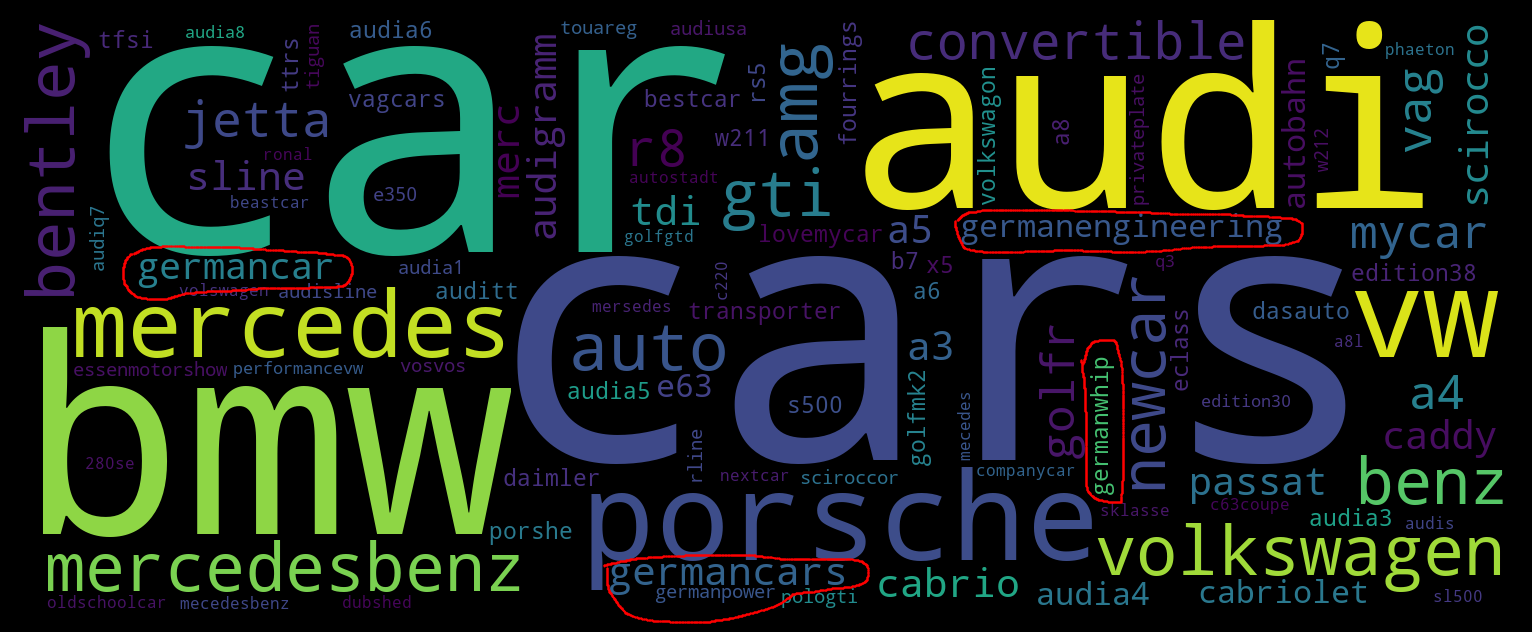 bentley
tfsi
audia8
car
ttrs
tiguan
audia6
touareg
audiusa
convertible
audi
q7
phaeton
scirocco
jetta
vagcars
merc
audigramm
bestcar
rs5
amg
fourrings
volkswagon
a8
privateplate
autobahn
w212
vag
ronal
r8
w211
sline
beastcar
e350
autostadt
tdi
gti
golfgtd
lovemycar
a5
germanengineering
mycar
audiq7
germancar
audia1
b7
x5
q3
edition38
volswagen
audisline
auditt
cars
c220
a6
mersedes
transporter
dasauto
vw
mercedes
auto
a3
golfr
newcar
eclass
a8l
essenmotorshow
performancevw
vosvos
bmw
audia5
e63
golfmk2
germanwhip
a4
s500
mecedes
edition30
caddy
280se
daimler
rline
nextcar
sciroccor
companycar
passat
benz
porsche
porshe
sklasse
c63coupe
audia3
audis
mercedesbenz
volkswagen
germancars
germanpower
pologti
cabrio
audia4
cabriolet
sl500
oldschoolcar
mecedesbenz
dubshed